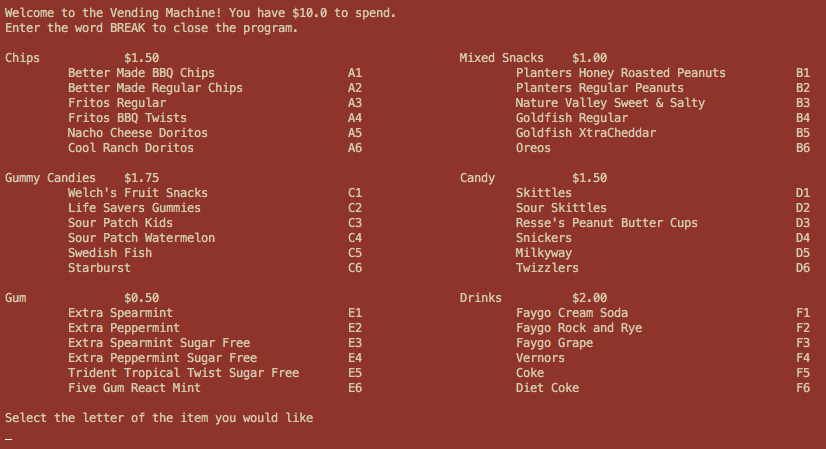 Welcome to the Vending Machine! You have $10.0 to spend.
Enter the word BREAK to close the program.
Chips $1.50 Mixed Snacks $1.00
Better Made BBQ Chips A1 Planters Honey Roasted Peanuts B1
Better Made Regular Chips A2 Planters Regular Peanuts B2
Fritos Regular A3 Nature Valley Sweet & Salty B3
Fritos BBQ Twists A4 Goldfish Regular B4
Nacho Cheese Doritos A5 Goldfish XtraCheddar B5
Cool Ranch Doritos A6 Oreos B6
Gummy Candies $1.75 Candy $1.50
Welch's Fruit Snacks C1 Skittles D1
Life Savers Gummies C2 Sour Skittles D2
Sour Patch Kids C3 Resse's Peanut Butter Cups D3
Sour Patch Watermelon C4 Snickers D4
Swedish Fish C5 Milkyway D5
Starburst C6 Twizzlers D6
Gum $0.50 Drinks $2.00
Extra Spearmint E1 Faygo Cream Soda F1
Extra Peppermint E2 Faygo Rock and Rye F2
Extra Spearmint Sugar Free E3 Faygo Grape F3
Extra Peppermint Sugar Free E4 Vernors F4
Trident Tropical Twist Sugar Free E5 Coke F5
Five Gum React Mint E6 Diet Coke F6
Select the letter of the item you would like
_